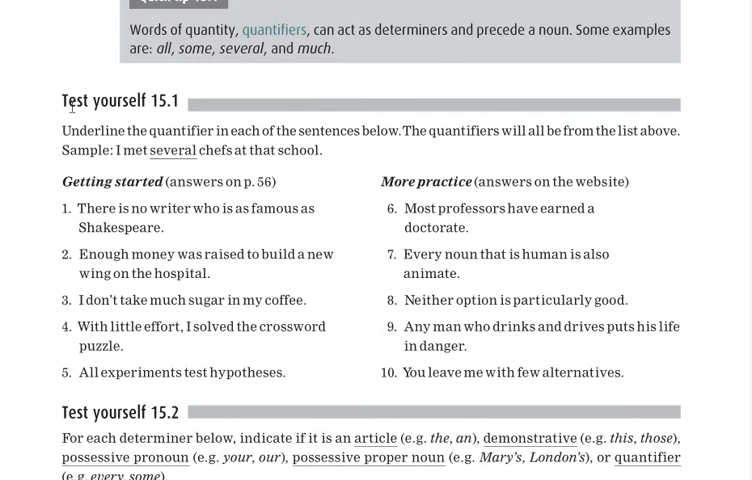 Words of quantity, quantifiers, can act as determiners and precede a noun. Some examples
are: all, some, several, and much.
Test yourself 15.1
Underline the quantifier in each of the sentences below. The quantifiers will all be from the list above.
Sample: I met several chefs at that school.
Getting started (answers on p. 56)
1. There is no writer who is as famous as
Shakespeare.
2. Enough money was raised to build a new
wing on the hospital.
3. I don't take much sugar in my coffee.
4. With little effort, I solved the crossword
puzzle.
5. All experiments test hypotheses.
More practice (answers on the website)
6. Most professors have earned a
doctorate.
7. Every noun that is human is also
animate.
8. Neither option is particularly good.
9. Any man who drinks and drives puts his life
in danger.
10. You leave me with few alternatives.
Test yourself 15.2
For each determiner below, indicate if it is an article (e.g. the, an), demonstrative (e.g. this, those),
possessive pronoun (e.g. your, our), possessive proper noun (e.g. Mary's, London's), or quantifier
(e.g. every, some).